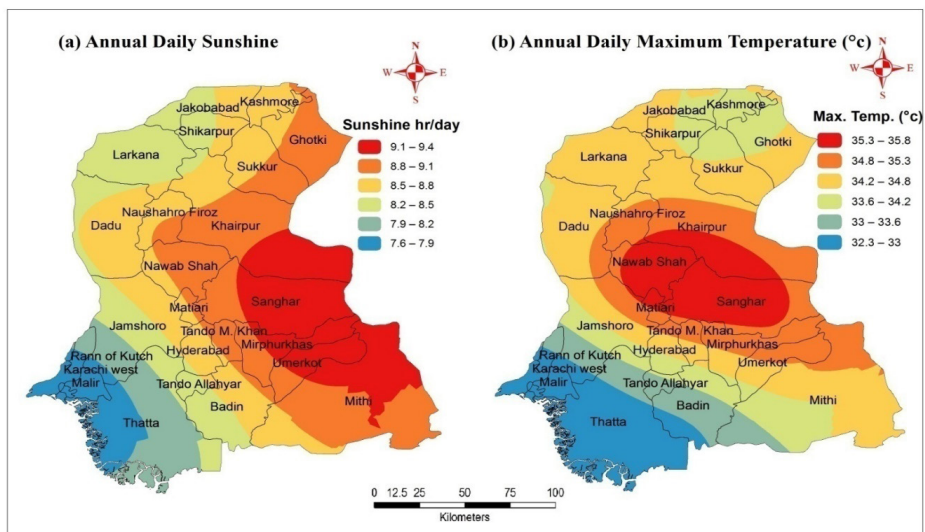 (a) Annual Daily Sunshine
N
W E
S
Sunshine hr/day
9.1 – 9.4
8.8 – 9.1
8.5 – 8.8
8.2 – 8.5
7.9 – 8.2
7.6 – 7.9
Jakobabad
Kashmore
Shikarpur
Ghotki
Larkana
Sukkur
Naushahro Firoz
Dadu
Khairpur
Nawab Shah
Sanghar
Matiari
Jamshoro
Tando M. Khan
Mirphurkhas
Rann of Kutch
Hyderabad
Karachi west
Umerkot
Malir
Tando Allahyar
Mithi
Badin
Thatta
(b) Annual Daily Maximum Temperature (°c)
N
W E
S
Max. Temp. (°c)
35.3 – 35.8
34.8 – 35.3
34.2 – 34.8
33.6 – 34.2
33 – 33.6
32.3 – 33
Jakobabad
Kashmore
Shikarpur
Ghotki
Larkana
Sukkur
Naushahro Firoz
Dadu
Khairpur
Nawab Shah
Sanghar
Matiari
Jamshoro
Tando M. Khan
Mirphurkhas
Rann of Kutch
Hyderabad
Karachi west
Umerkot
Malir
Tando Allahyar
Mithi
Badin
Thatta
0 12.5 25 50 75 100
Kilometers